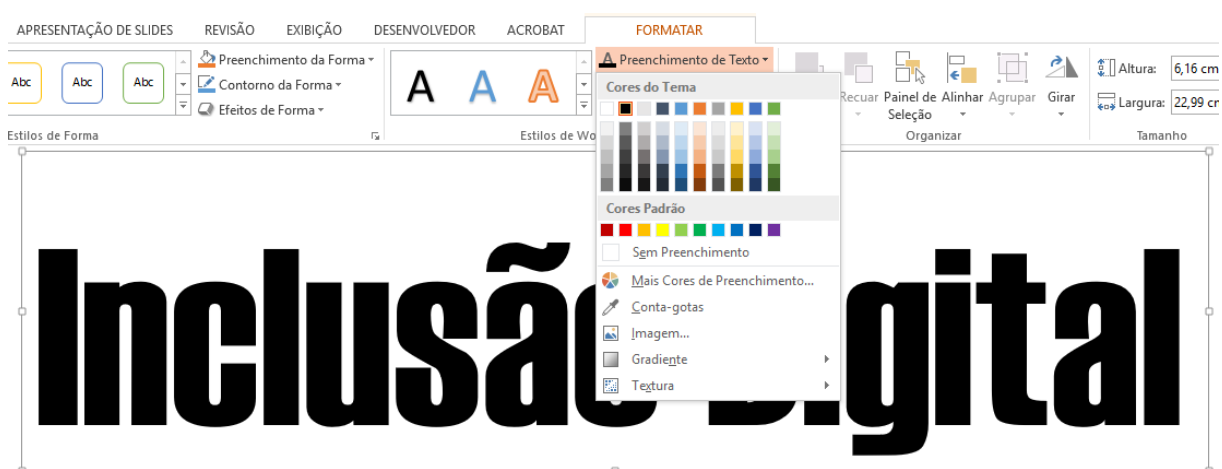 APRESENTAÇÃO DE SLIDES REVISÃO EXIBIÇÃO DESENVOLVEDOR ACROBAT FORMATAR
Abc Abc Abc
Preenchimento da Forma
Contorno da Forma
Efeitos de Forma
Estilos de Forma
A A A
Estilos de Wo
A Preenchimento de Texto
Cores do Tema
Cores Padrão
Sem Preenchimento
Mais Cores de Preenchimento...
Conta-gotas
Imagem...
Gradiente
Textura
Recuar Painel de Seleção Alinhar Agrupar Girar
Organizar
Altura: 6,16 cm
Largura: 22,99 cr
Tamanho
Inclusão Digital